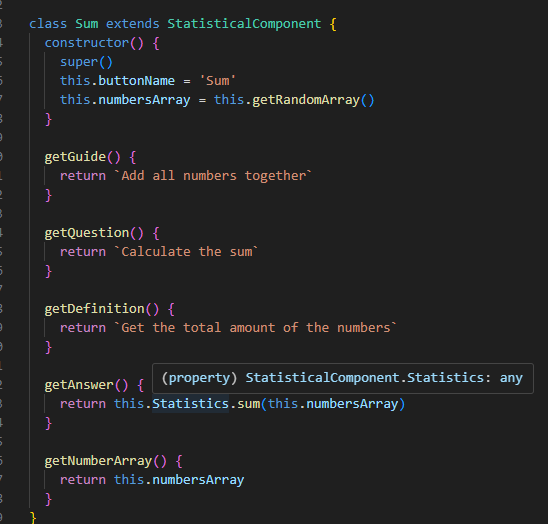 class Sum extends StatisticalComponent {
constructor() {
super()
this.buttonName = 'Sum'
this.numbersArray = this.getRandomArray()
}
getGuide() {
return `Add all numbers together`
}
getQuestion() {
return `Calculate the sum`
}
getDefinition() {
return `Get the total amount of the numbers`
}
(property) StatisticalComponent.Statistics: any
getAnswer() {
return this.Statistics.sum(this.numbersArray)
}
getNumberArray() {
return this.numbersArray
}
}